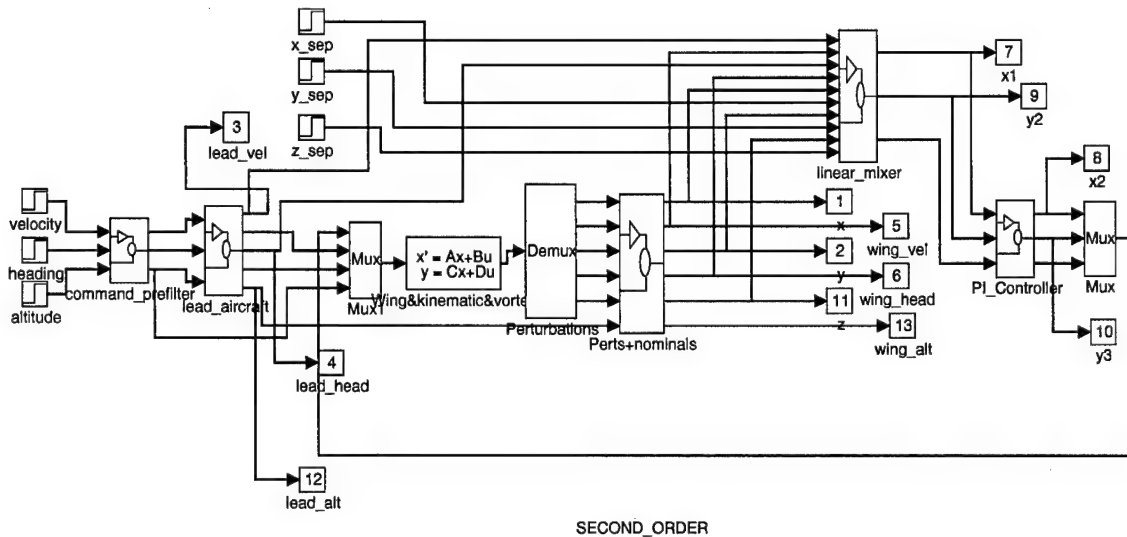 x_sep
y_sep
z_sep
3
lead_vel
velocity
heading
altitude
command_prefilter
lead_aircraft
Mux
Mux1
x' = Ax+Bu
y = Cx+Du
Wing&kinematic&vorte
Demux
Perturbations
Perts+nominals
linear_mixer
7
x1
9
y2
8
x2
1
x
5
wing_vel
2
y
6
wing_head
11
z
13
wing_alt
PI_Controller
Mux
Mux
10
y3
4
lead_head
12
lead_alt
SECOND_ORDER